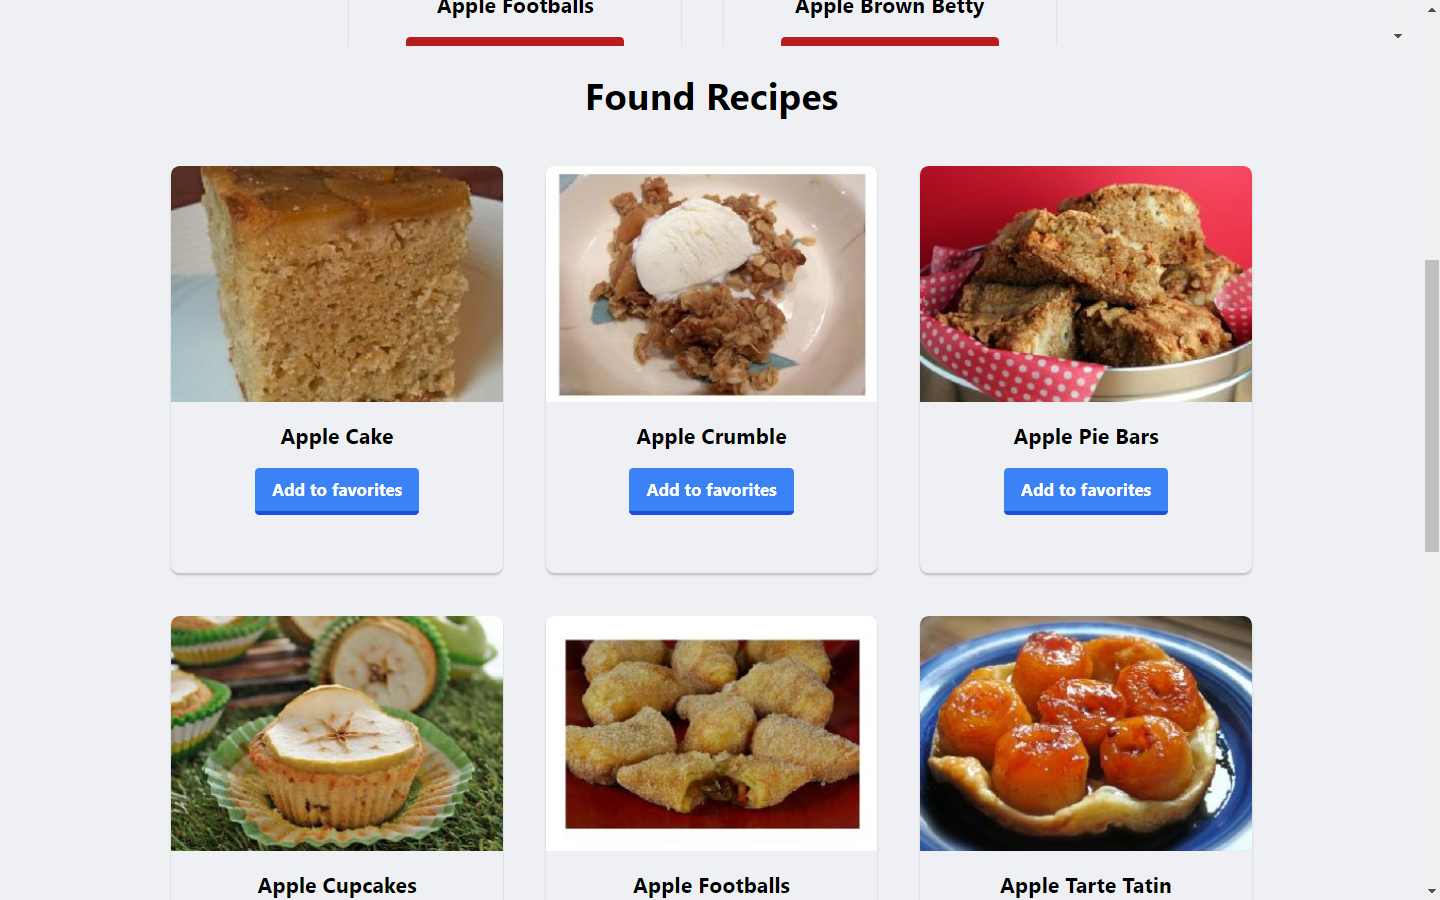 Apple Footballs
Apple Brown Betty
Found Recipes
Apple Cake
Apple Crumble
Apple Pie Bars
Add to favorites
Add to favorites
Add to favorites
Apple Cupcakes
Apple Footballs
Apple Tarte Tatin